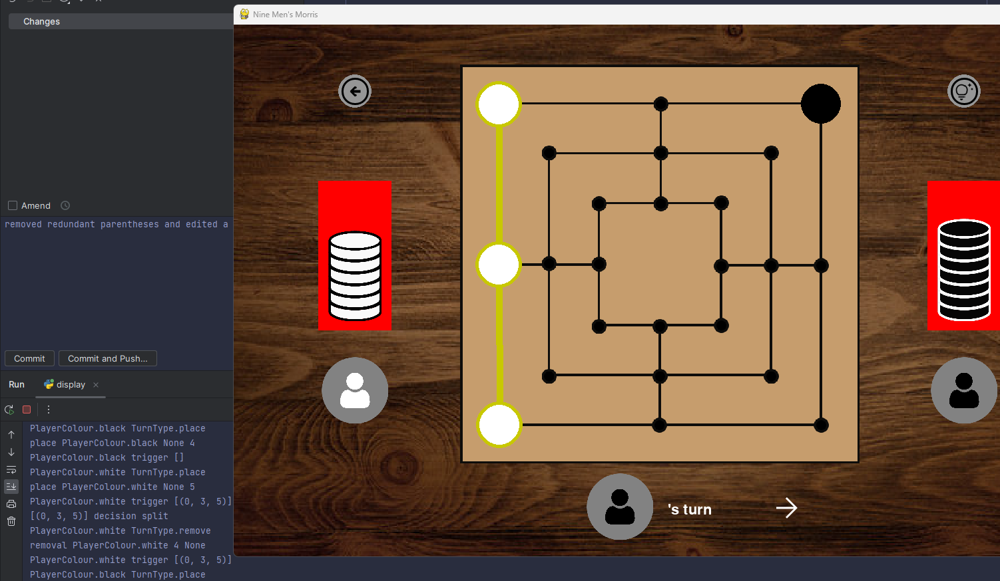 Nine Men's Morris
Changes
Amend
removed redundant parentheses and edited a
Commit
Commit and Push...
Run
display
PlayerColour.black TurnType.place
place PlayerColour.black None 4
PlayerColour.black trigger []
PlayerColour.white TurnType.place
place PlayerColour.white None 5
PlayerColour.white trigger [(0, 3, 5)]
[(0, 3, 5)] decision split
PlayerColour.white TurnType.remove
removal PlayerColour.white 4 None
PlayerColour.white trigger [(0, 3, 5)]
PlayerColour.black TurnType.place
's turn